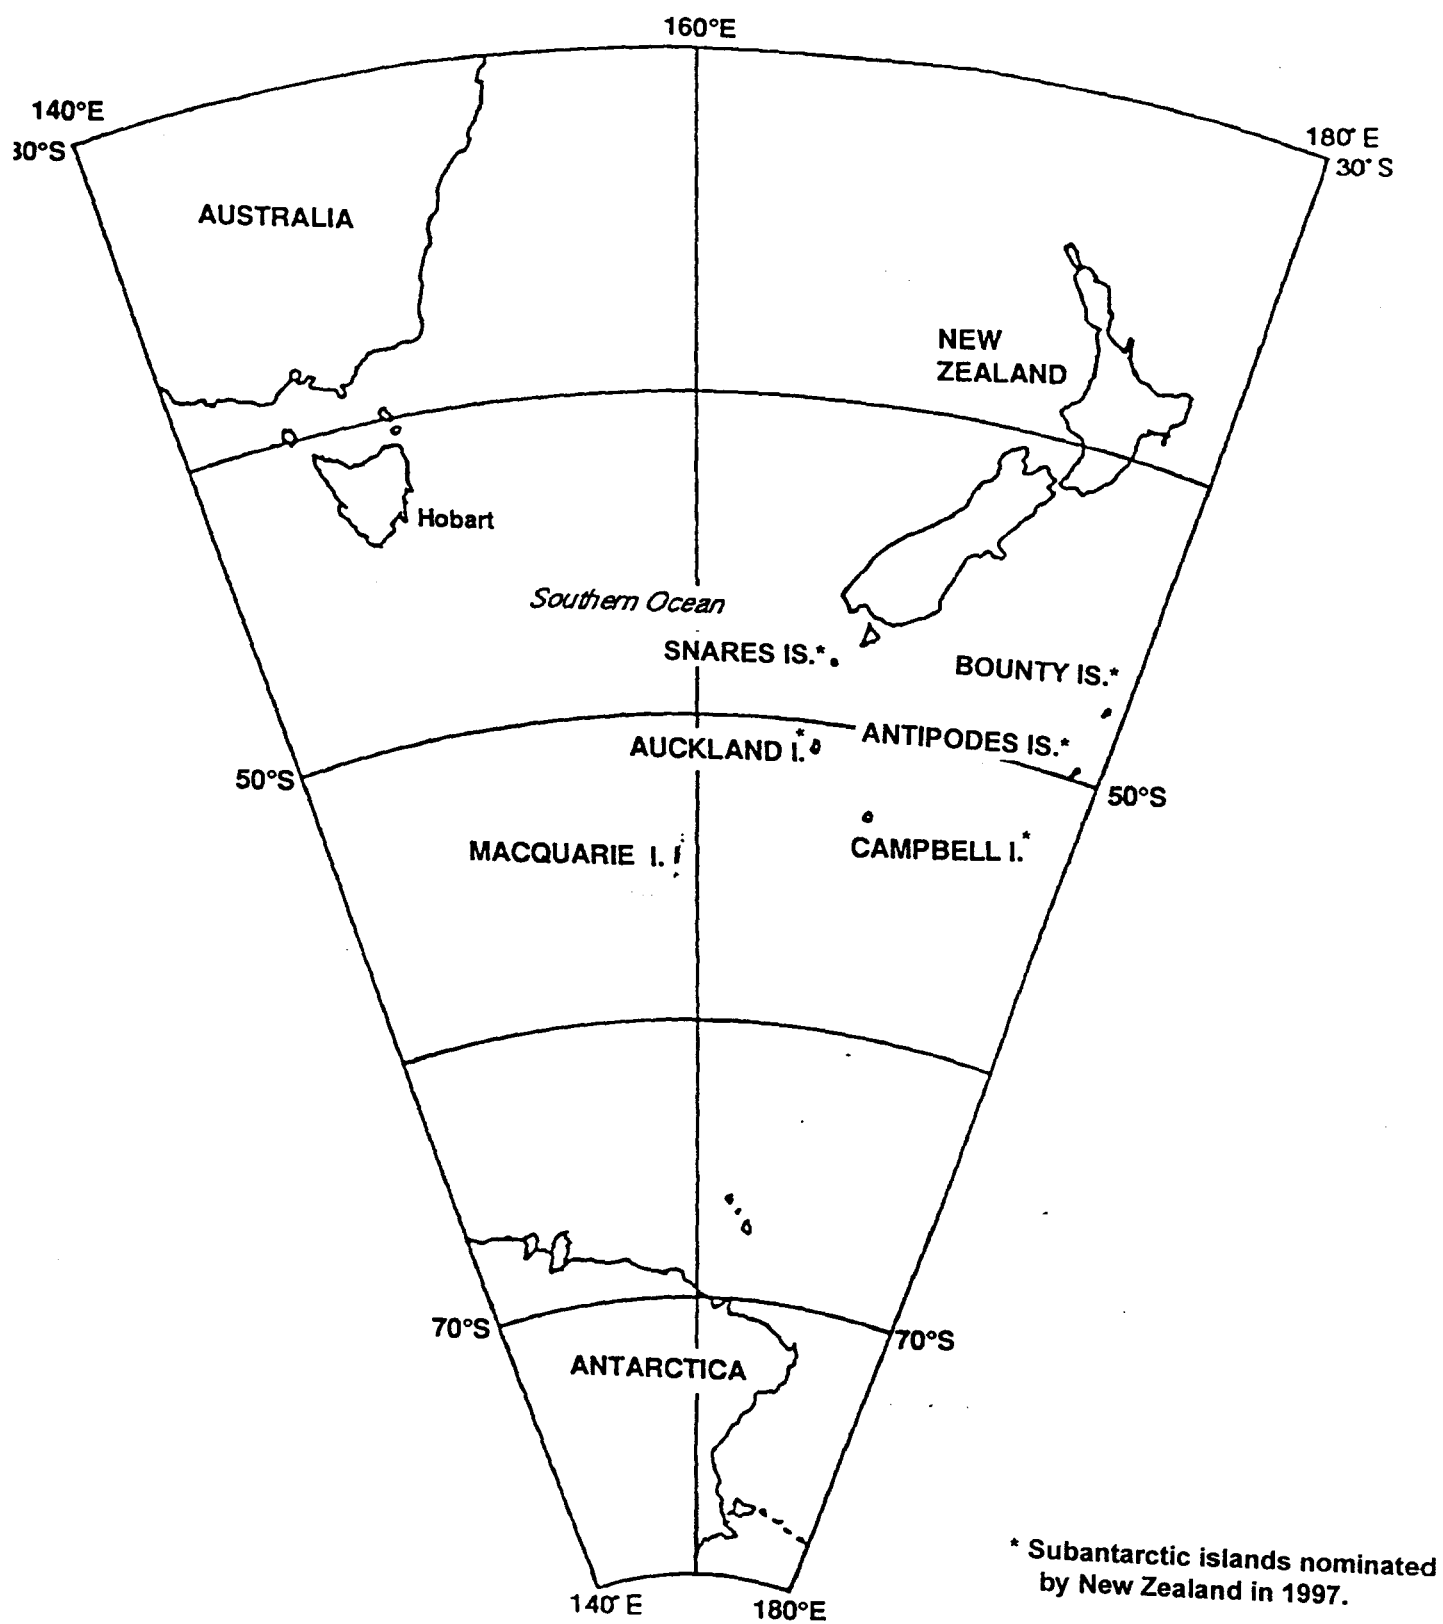 160°E
140°E
30°S
180° E
30° S
AUSTRALIA
NEW
ZEALAND
Hobart
Southern Ocean
SNARES IS.*
BOUNTY IS.*
AUCKLAND I.*
ANTIPODES IS.*
50°S
50°S
MACQUARIE I.
CAMPBELL I.*
70°S
70°S
ANTARCTICA
* Subantarctic islands nominated
by New Zealand in 1997.
140° E
180°E